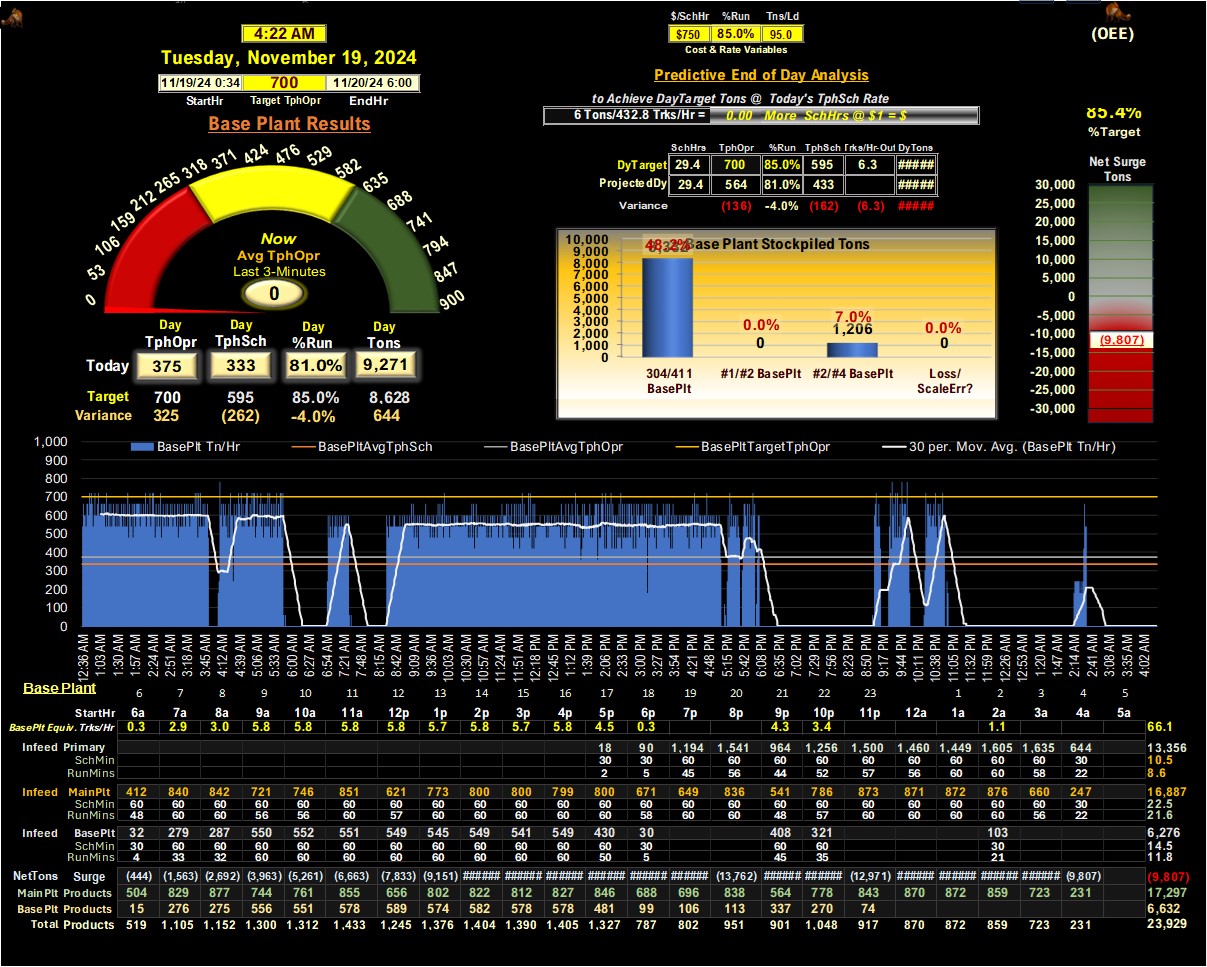 4:22 AM
Tuesday, November 19, 2024
11/19/24 0:34 700 11/20/24 6:00
StartHr Target TphOpr EndHr
Base Plant Results
0 53 106 159 212 265 318 371 424 476 529 582 635 688 741 794 847 900
Now
Avg TphOpr
Last 3-Minutes
0
Day Day Day Day
TphOpr TphSch %Run Tons
Today 375 333 81.0% 9,271
Target 700 595 85.0% 8,628
Variance 325 (262) -4.0% 644
$/SchHr %Run Tns/Ld
$750 85.0% 95.0
Cost & Rate Variables
Predictive End of Day Analysis
to Achieve DayTarget Tons @ Today's TphSch Rate
6 Tons/432.8 Trks/Hr = 0.00 More SchHrs @ $1 = $
SchHrs TphOpr %Run TphSch Trks/Hr-Out DyTons
DyTarget 29.4 700 85.0% 595 6.3 #####
ProjectedDy 29.4 564 81.0% 433 #####
Variance (136) -4.0% (162) (6.3) #####
Base Plant Stockpiled Tons
10,000
9,000
8,000
7,000
6,000
5,000
4,000
3,000
2,000
1,000
0
48.2%
0.0% 7.0% 0.0%
0 1,206 0
304/411 BasePlt #1/#2 BasePlt #2/#4 BasePlt Loss/ ScaleErr?
(OEE)
85.4%
%Target
Net Surge
Tons
30,000
25,000
20,000
15,000
10,000
5,000
0
-5,000
-10,000
(9,807)
-15,000
-20,000
-25,000
-30,000
BasePlt Tn/Hr BasePltAvgTphSch BasePltAvgTphOpr BasePltTargetTphOpr 30 per. Mov. Avg. (BasePlt Tn/Hr)
1,000
900
800
700
600
500
400
300
200
100
0
12:36 AM 1:03 AM 1:30 AM 1:57 AM 2:24 AM 2:51 AM 3:18 AM 3:45 AM 4:12 AM 4:39 AM 5:06 AM 5:33 AM 6:00 AM 6:27 AM 6:54 AM 7:21 AM 7:48 AM 8:15 AM 8:42 AM 9:09 AM 9:36 AM 10:03 AM 10:30 AM 10:57 AM 11:24 AM 11:51 AM 12:18 PM 12:45 PM 1:12 PM 1:39 PM 2:06 PM 2:33 PM 3:00 PM 3:27 PM 3:54 PM 4:21 PM 4:48 PM 5:15 PM 5:42 PM 6:08 PM 6:35 PM 7:02 PM 7:29 PM 7:56 PM 8:23 PM 8:50 PM 9:17 PM 9:44 PM 10:11 PM 10:38 PM 11:05 PM 11:32 PM 11:59 PM 12:26 AM 12:53 AM 1:20 AM 1:47 AM 2:14 AM 2:41 AM 3:08 AM 3:35 AM 4:02 AM
Base Plant 6 7 8 9 10 11 12 13 14 15 16 17 18 19 20 21 22 23 1 2 3 4 5
StartHr 6a 7a 8a 9a 10a 11a 12p 1p 2p 3p 4p 5p 6p 7p 8p 9p 10p 11p 12a 1a 2a 3a 4a 5a
BasePlt Equiv. Trks/Hr 0.3 2.9 3.0 5.8 5.8 5.8 5.8 5.7 5.8 5.7 5.8 4.5 0.3 4.3 3.4 1.1 66.1
Infeed Primary 18 90 1,194 1,541 964 1,256 1,500 1,460 1,449 1,605 1,635 644 13,356
SchMin 30 30 60 60 60 60 60 60 60 60 60 30 10.5
RunMins 2 5 45 56 44 52 57 56 60 60 58 22 8.6
Infeed MainPlt 412 840 842 721 746 851 621 773 800 800 799 800 671 649 836 541 786 873 871 872 876 660 247 16,887
SchMin 60 60 60 60 60 60 60 60 60 60 60 60 60 60 60 60 60 60 60 60 60 60 30 22.5
RunMins 48 60 60 56 56 60 57 60 60 60 60 60 58 60 60 48 57 60 60 60 60 56 22 21.6
Infeed BasePlt 32 279 287 550 552 551 549 545 549 541 549 430 30 408 321 103 6,276
SchMin 30 60 60 60 60 60 60 60 60 60 60 60 30 60 60 30 14.5
RunMins 4 33 32 60 60 60 60 60 60 60 60 50 5 45 35 21 11.8
NetTons Surge (444) (1,563) (2,692) (3,963) (5,261) (6,663) (7,833) (9,151) ###### ###### ###### ###### ###### ###### (13,762) ###### ###### (12,971) ###### ###### ###### ###### (9,807) (9,807)
MainPlt Products 504 829 877 744 761 855 656 802 822 812 827 846 688 696 838 564 778 843 870 872 859 723 231 17,297
BasePlt Products 15 276 275 556 551 578 589 574 582 578 578 481 99 106 113 337 270 74 6,632
Total Products 519 1,105 1,152 1,300 1,312 1,433 1,245 1,376 1,404 1,390 1,405 1,327 787 802 951 901 1,048 917 870 872 859 723 231 23,929